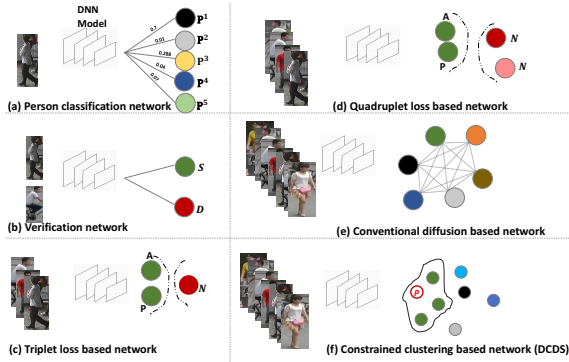 DNN
Model
0.7
0.01
0.288
0.04
0.02
P¹
P²
P³
P⁴
P⁵
(a) Person classification network
A
P
N
N
(d) Quadruplet loss based network
S
D
(b) Verification network
(e) Conventional diffusion based network
A
P
N
(c) Triplet loss based network
P
(f) Constrained clustering based network (DCDS)